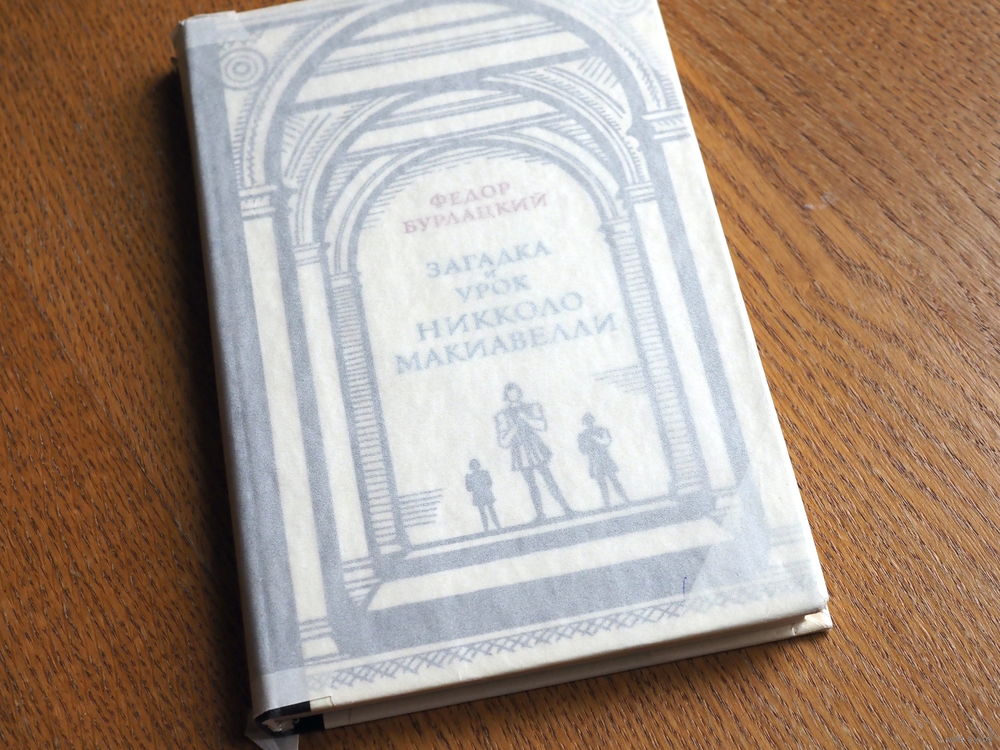 ФЕДОР
БУРЛАЦКИЙ
ЗАГАДКА
И
УРОК
НИККОЛО
МАКИАВЕЛЛИ